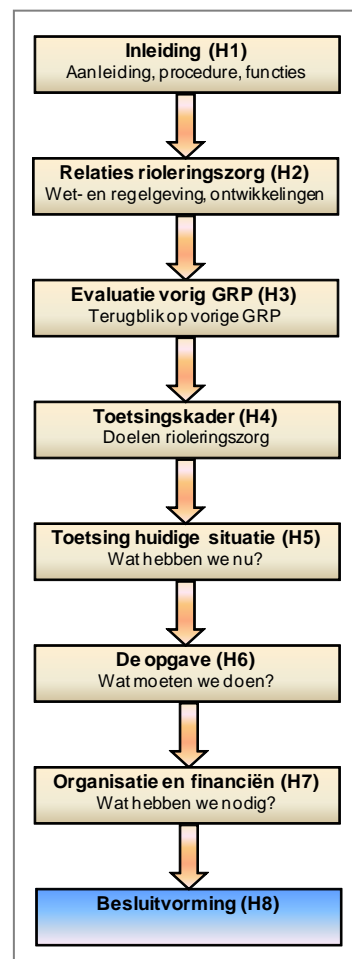 Inleiding (H1)
Aanleiding, procedure, functies
Relaties rioleringszorg (H2)
Wet- en regelgeving, ontwikkelingen
Evaluatie vorig GRP (H3)
Terugblik op vorige GRP
Toetsingskader (H4)
Doelen rioleringszorg
Toetsing huidige situatie (H5)
Wat hebben we nu?
De opgave (H6)
Wat moeten we doen?
Organisatie en financiën (H7)
Wat hebben we nodig?
Besluitvorming (H8)